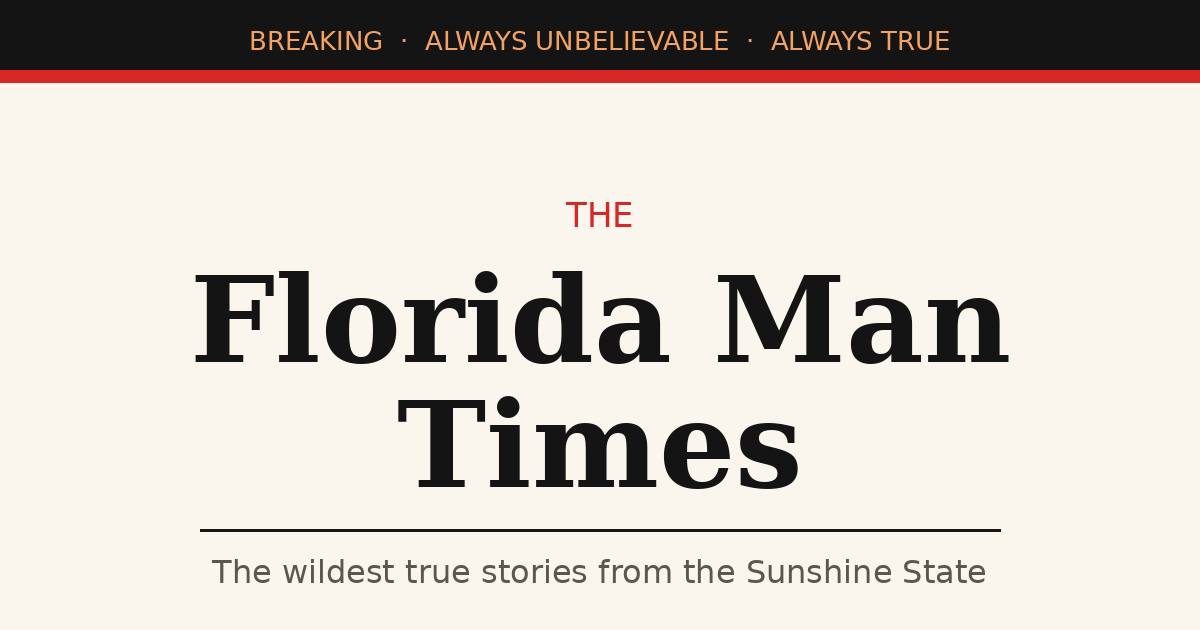 BREAKING · ALWAYS UNBELIEVABLE · ALWAYS TRUE
THE
Florida Man
Times
The wildest true stories from the Sunshine State